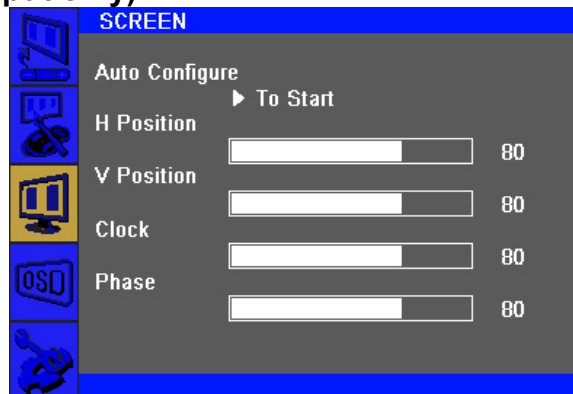 SCREEN
Auto Configure
To Start
H Position
80
V Position
80
Clock
80
Phase
80
OSD